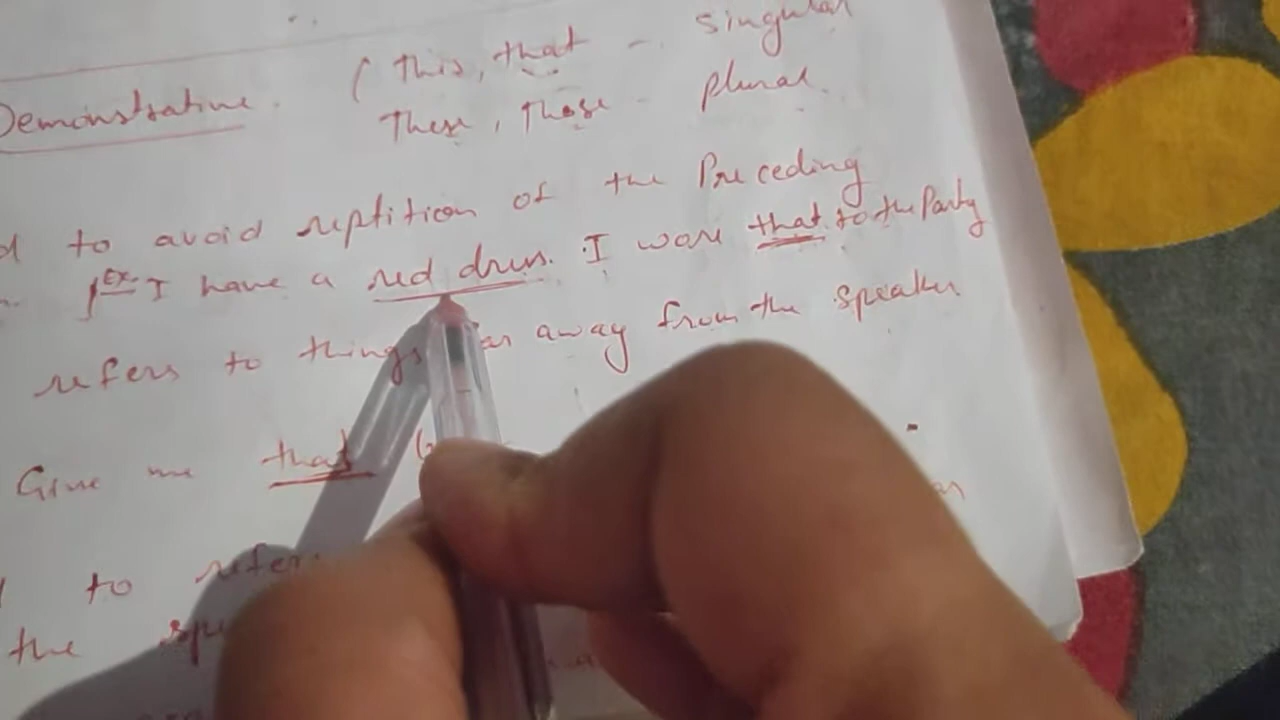 Demonstrative. ( this, that - singular
These, those - plural.
to avoid reptition of the Preceding
Ex. I have a red dress. I wore that to the Party
refers to things away from the speaker
Give me that
to refer
the